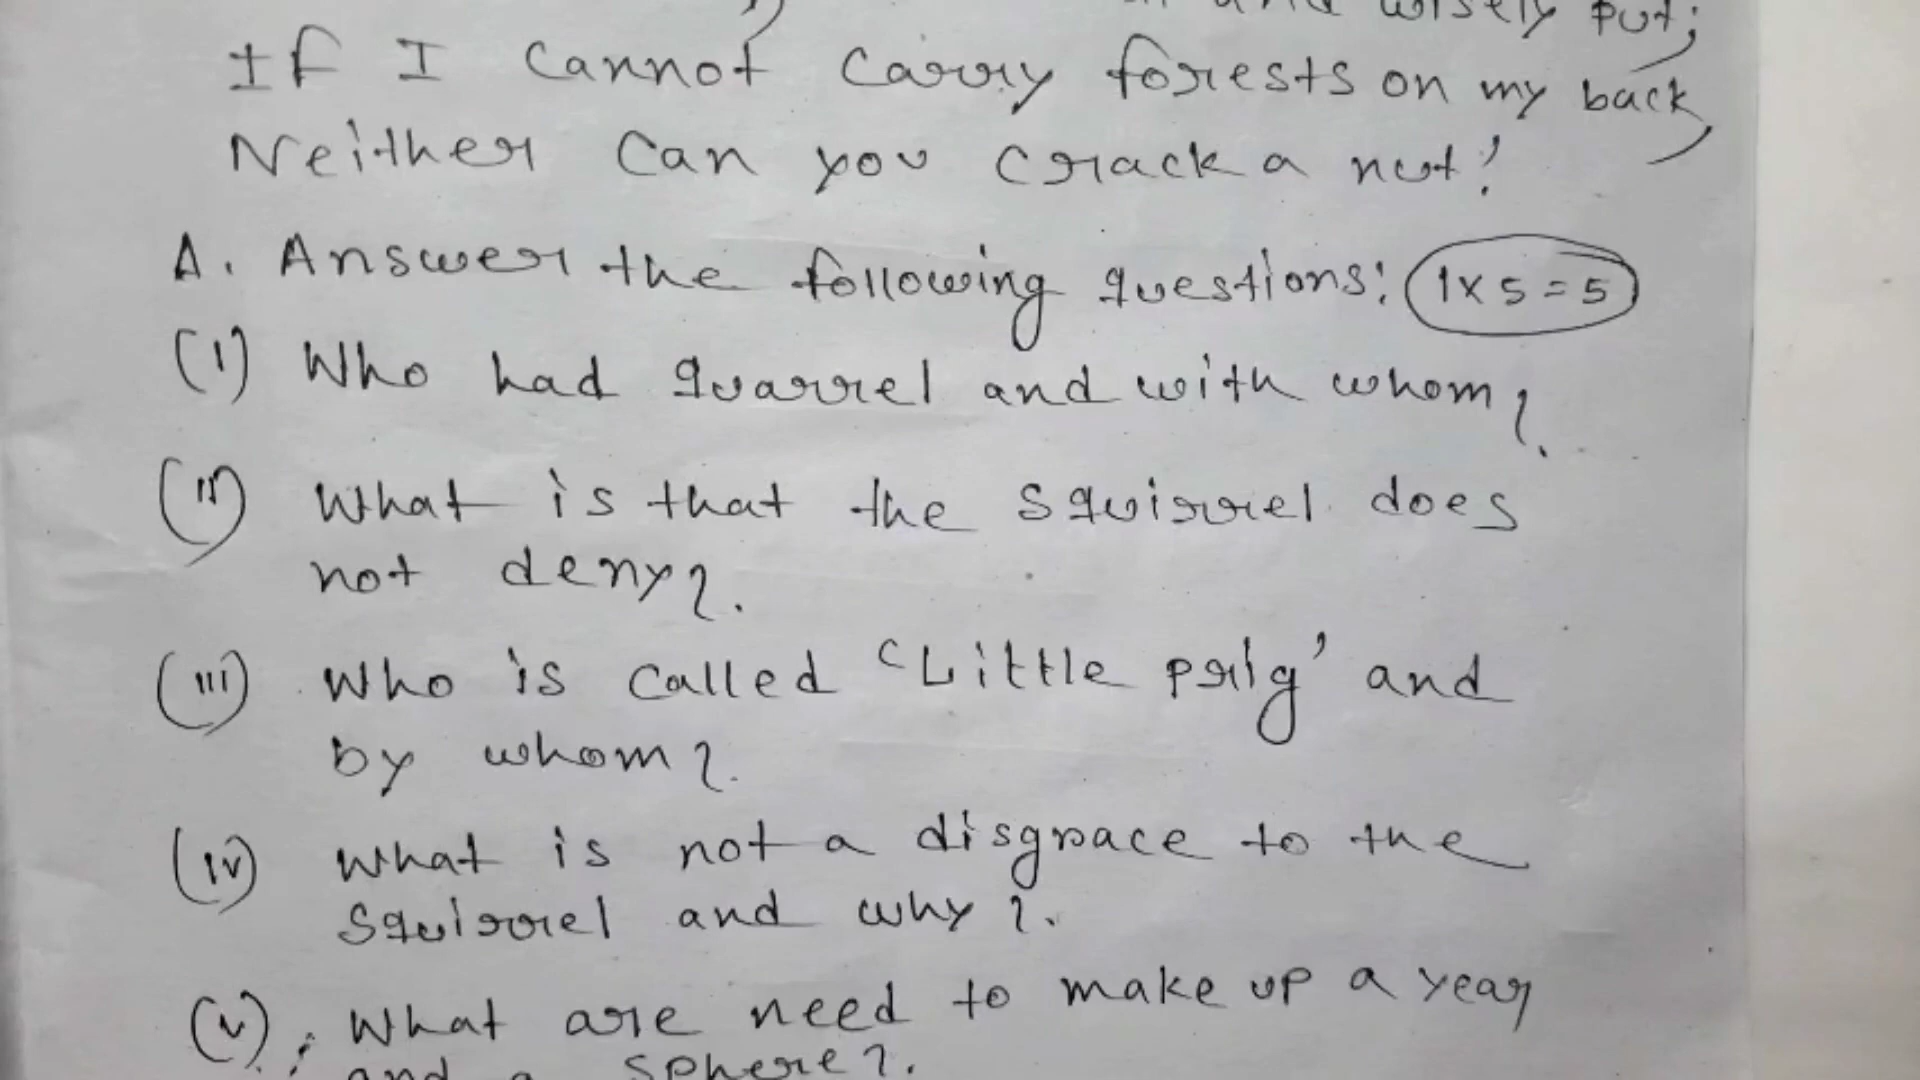 wisely put;
If I cannot carry forests on my back,
Neither can you crack a nut!
A. Answer the following questions: 1x5=5
(i) Who had quarrel and with whom?
(ii) What is that the squirrel does
not deny?
(iii) Who is called 'Little prig' and
by whom?
(iv) What is not a disgrace to the
squirrel and why?
(v) What are need to make up a year
and a sphere?